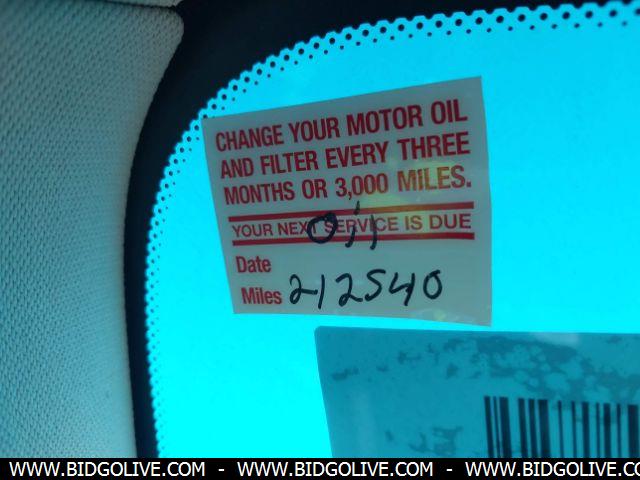 CHANGE YOUR MOTOR OIL
AND FILTER EVERY THREE
MONTHS OR 3,000 MILES.
YOUR NEXT SERVICE IS DUE
Oil
Date
Miles 212540
WWW.BIDGOLIVE.COM - WWW.BIDGOLIVE.COM - WWW.BIDGOLIVE.COM